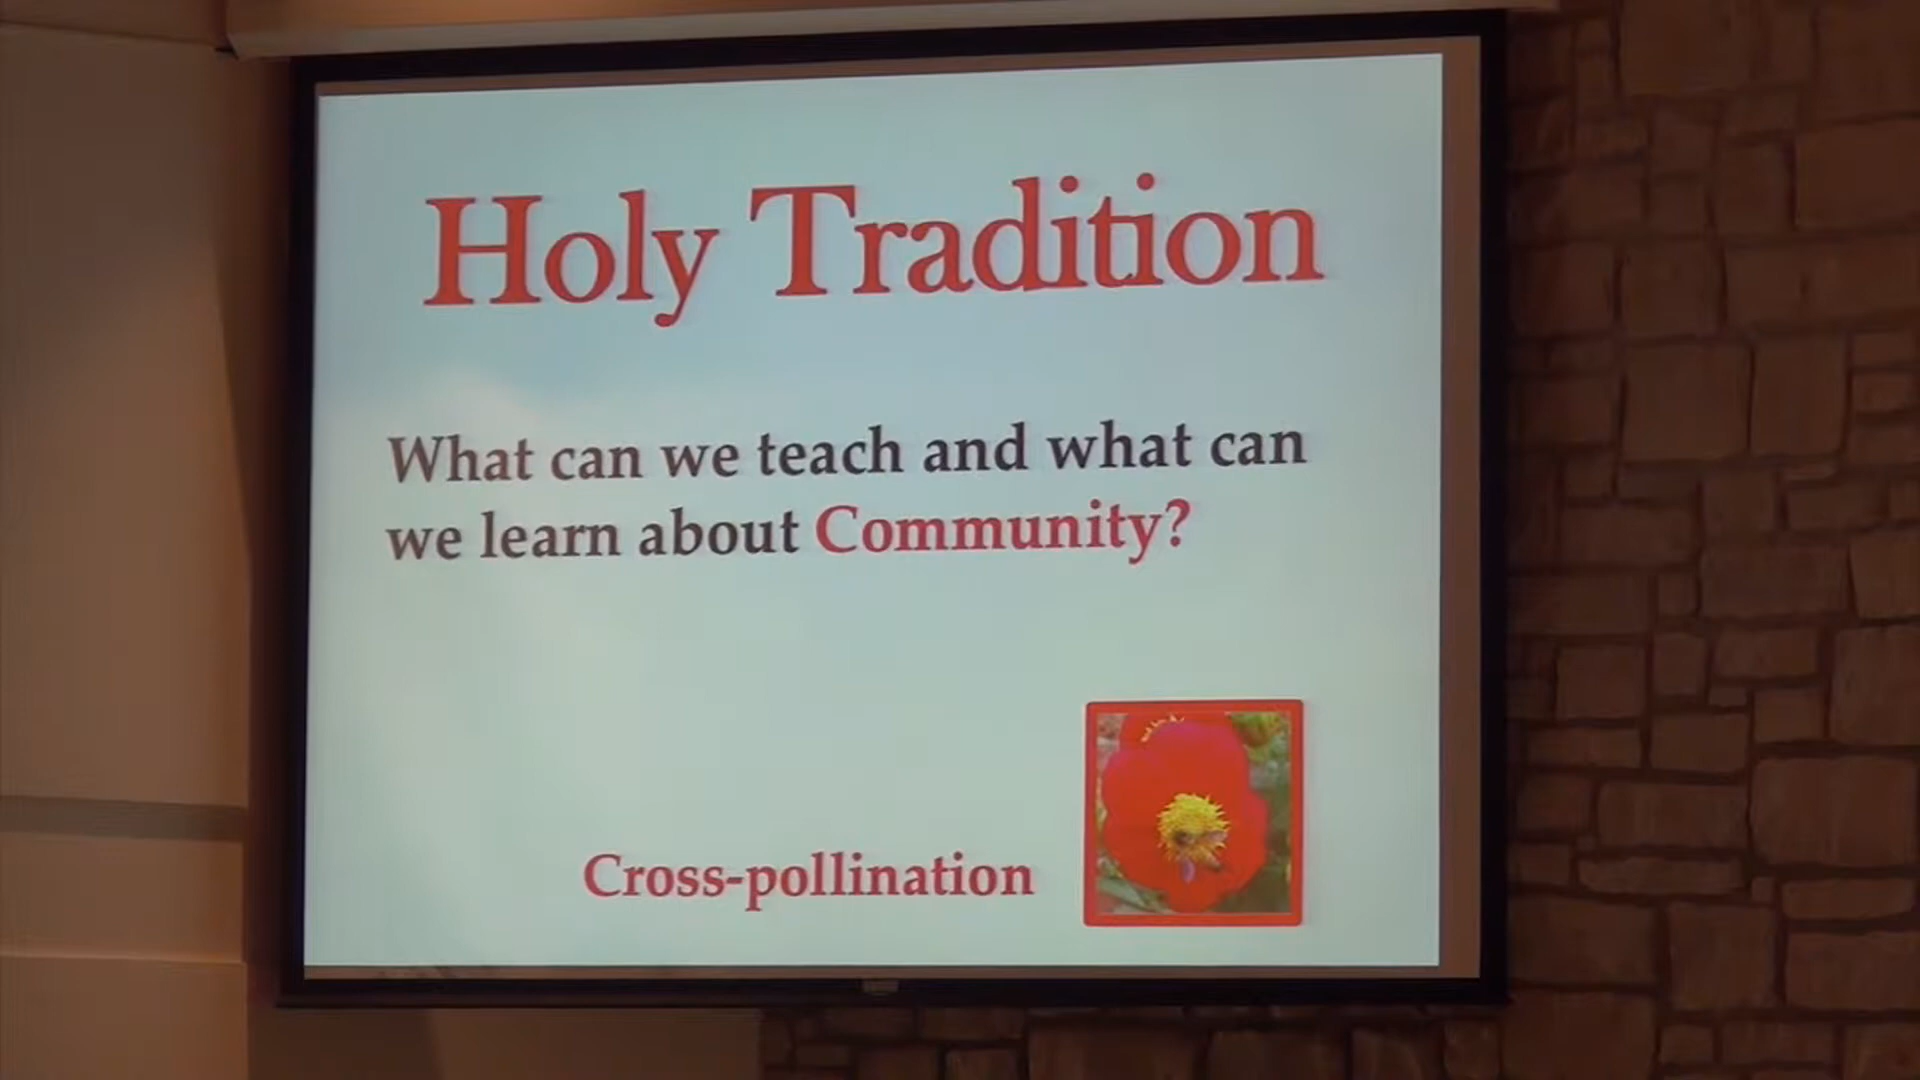 Holy Tradition
What can we teach and what can
we learn about Community?
Cross-pollination